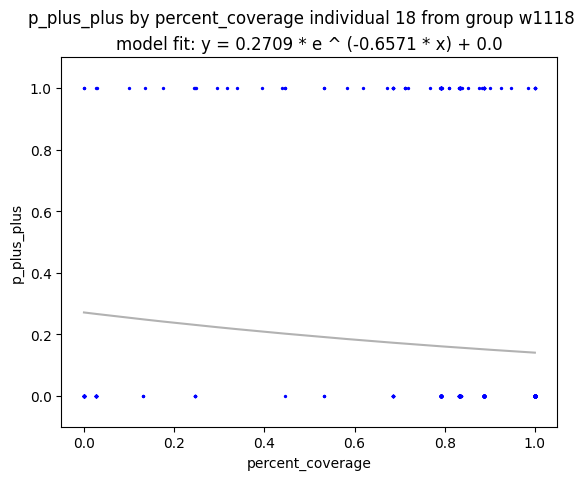 p_plus_plus by percent_coverage individual 18 from group w1118
model fit: y = 0.2709 * e ^ (-0.6571 * x) + 0.0
1.0
0.8
0.6
0.4
0.2
0.0
p_plus_plus
0.0 0.2 0.4 0.6 0.8 1.0
percent_coverage